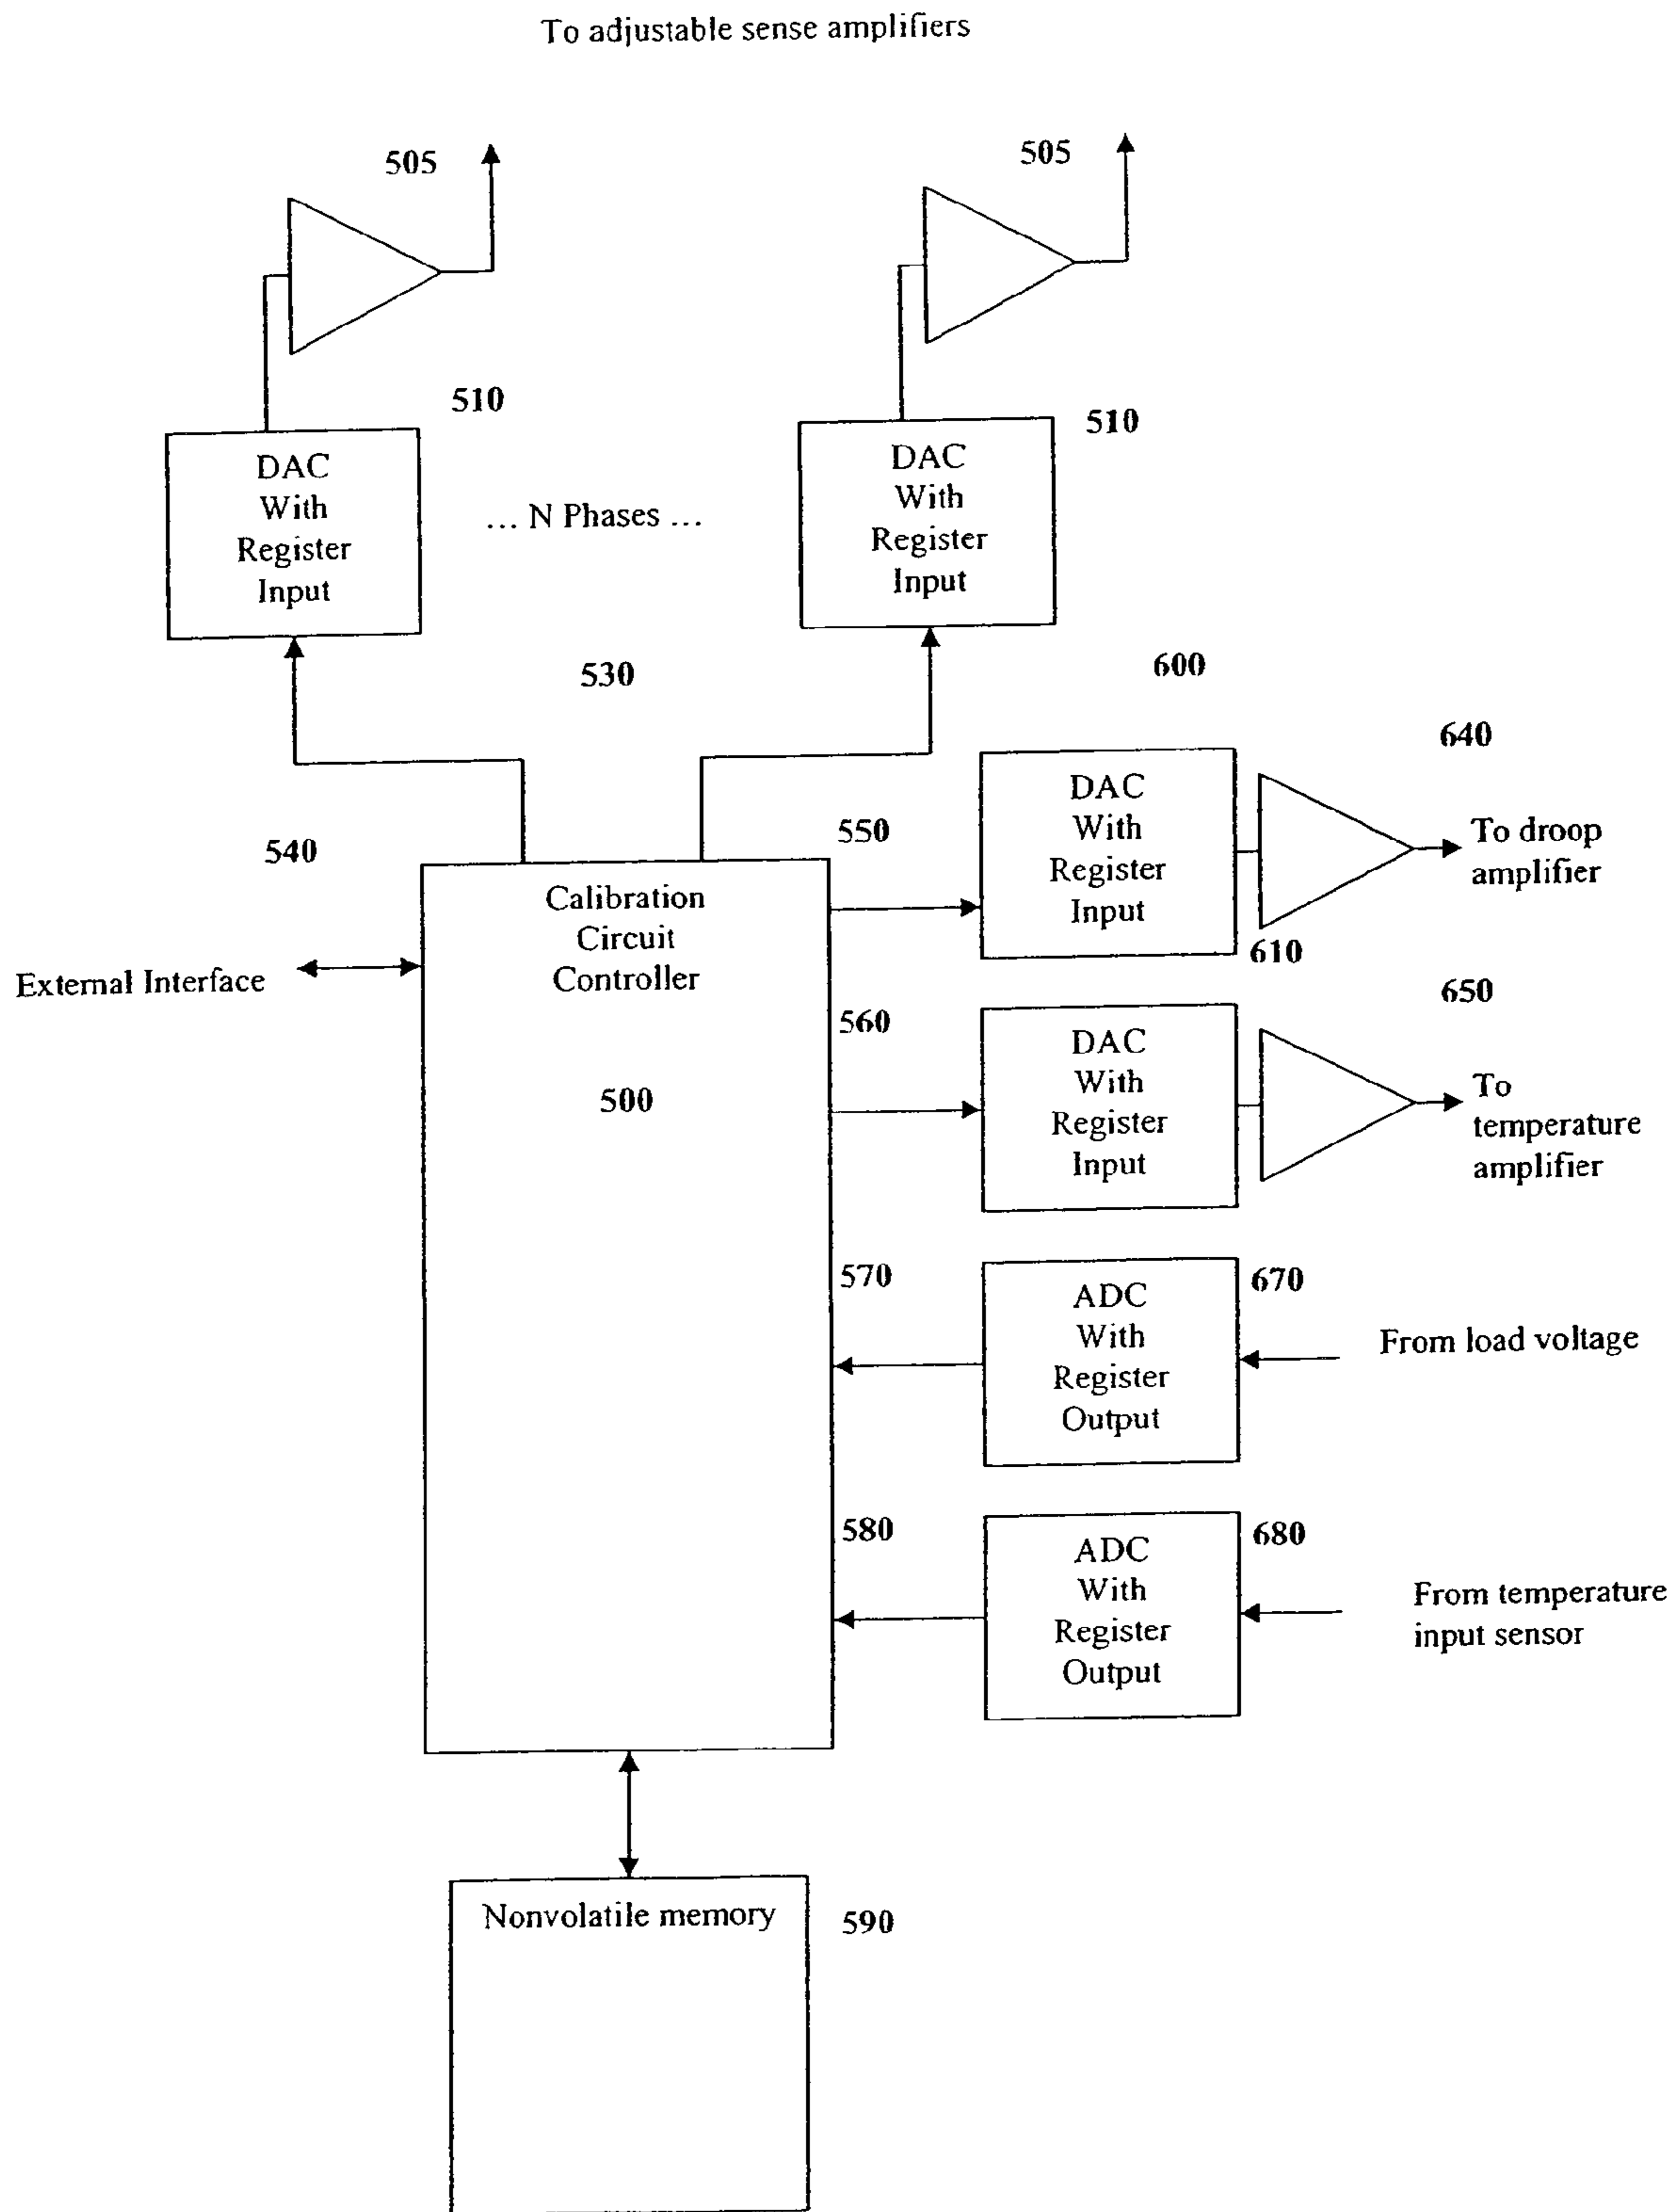 To adjustable sense amplifiers
505
505
510
510
DAC
With
Register
Input
... N Phases ...
DAC
With
Register
Input
530
600
640
540
550
DAC
With
Register
Input
To droop
amplifier
610
External Interface
Calibration
Circuit
Controller
500
560
650
DAC
With
Register
Input
To
temperature
amplifier
570
670
ADC
With
Register
Output
From load voltage
580
680
ADC
With
Register
Output
From temperature
input sensor
Nonvolatile memory
590